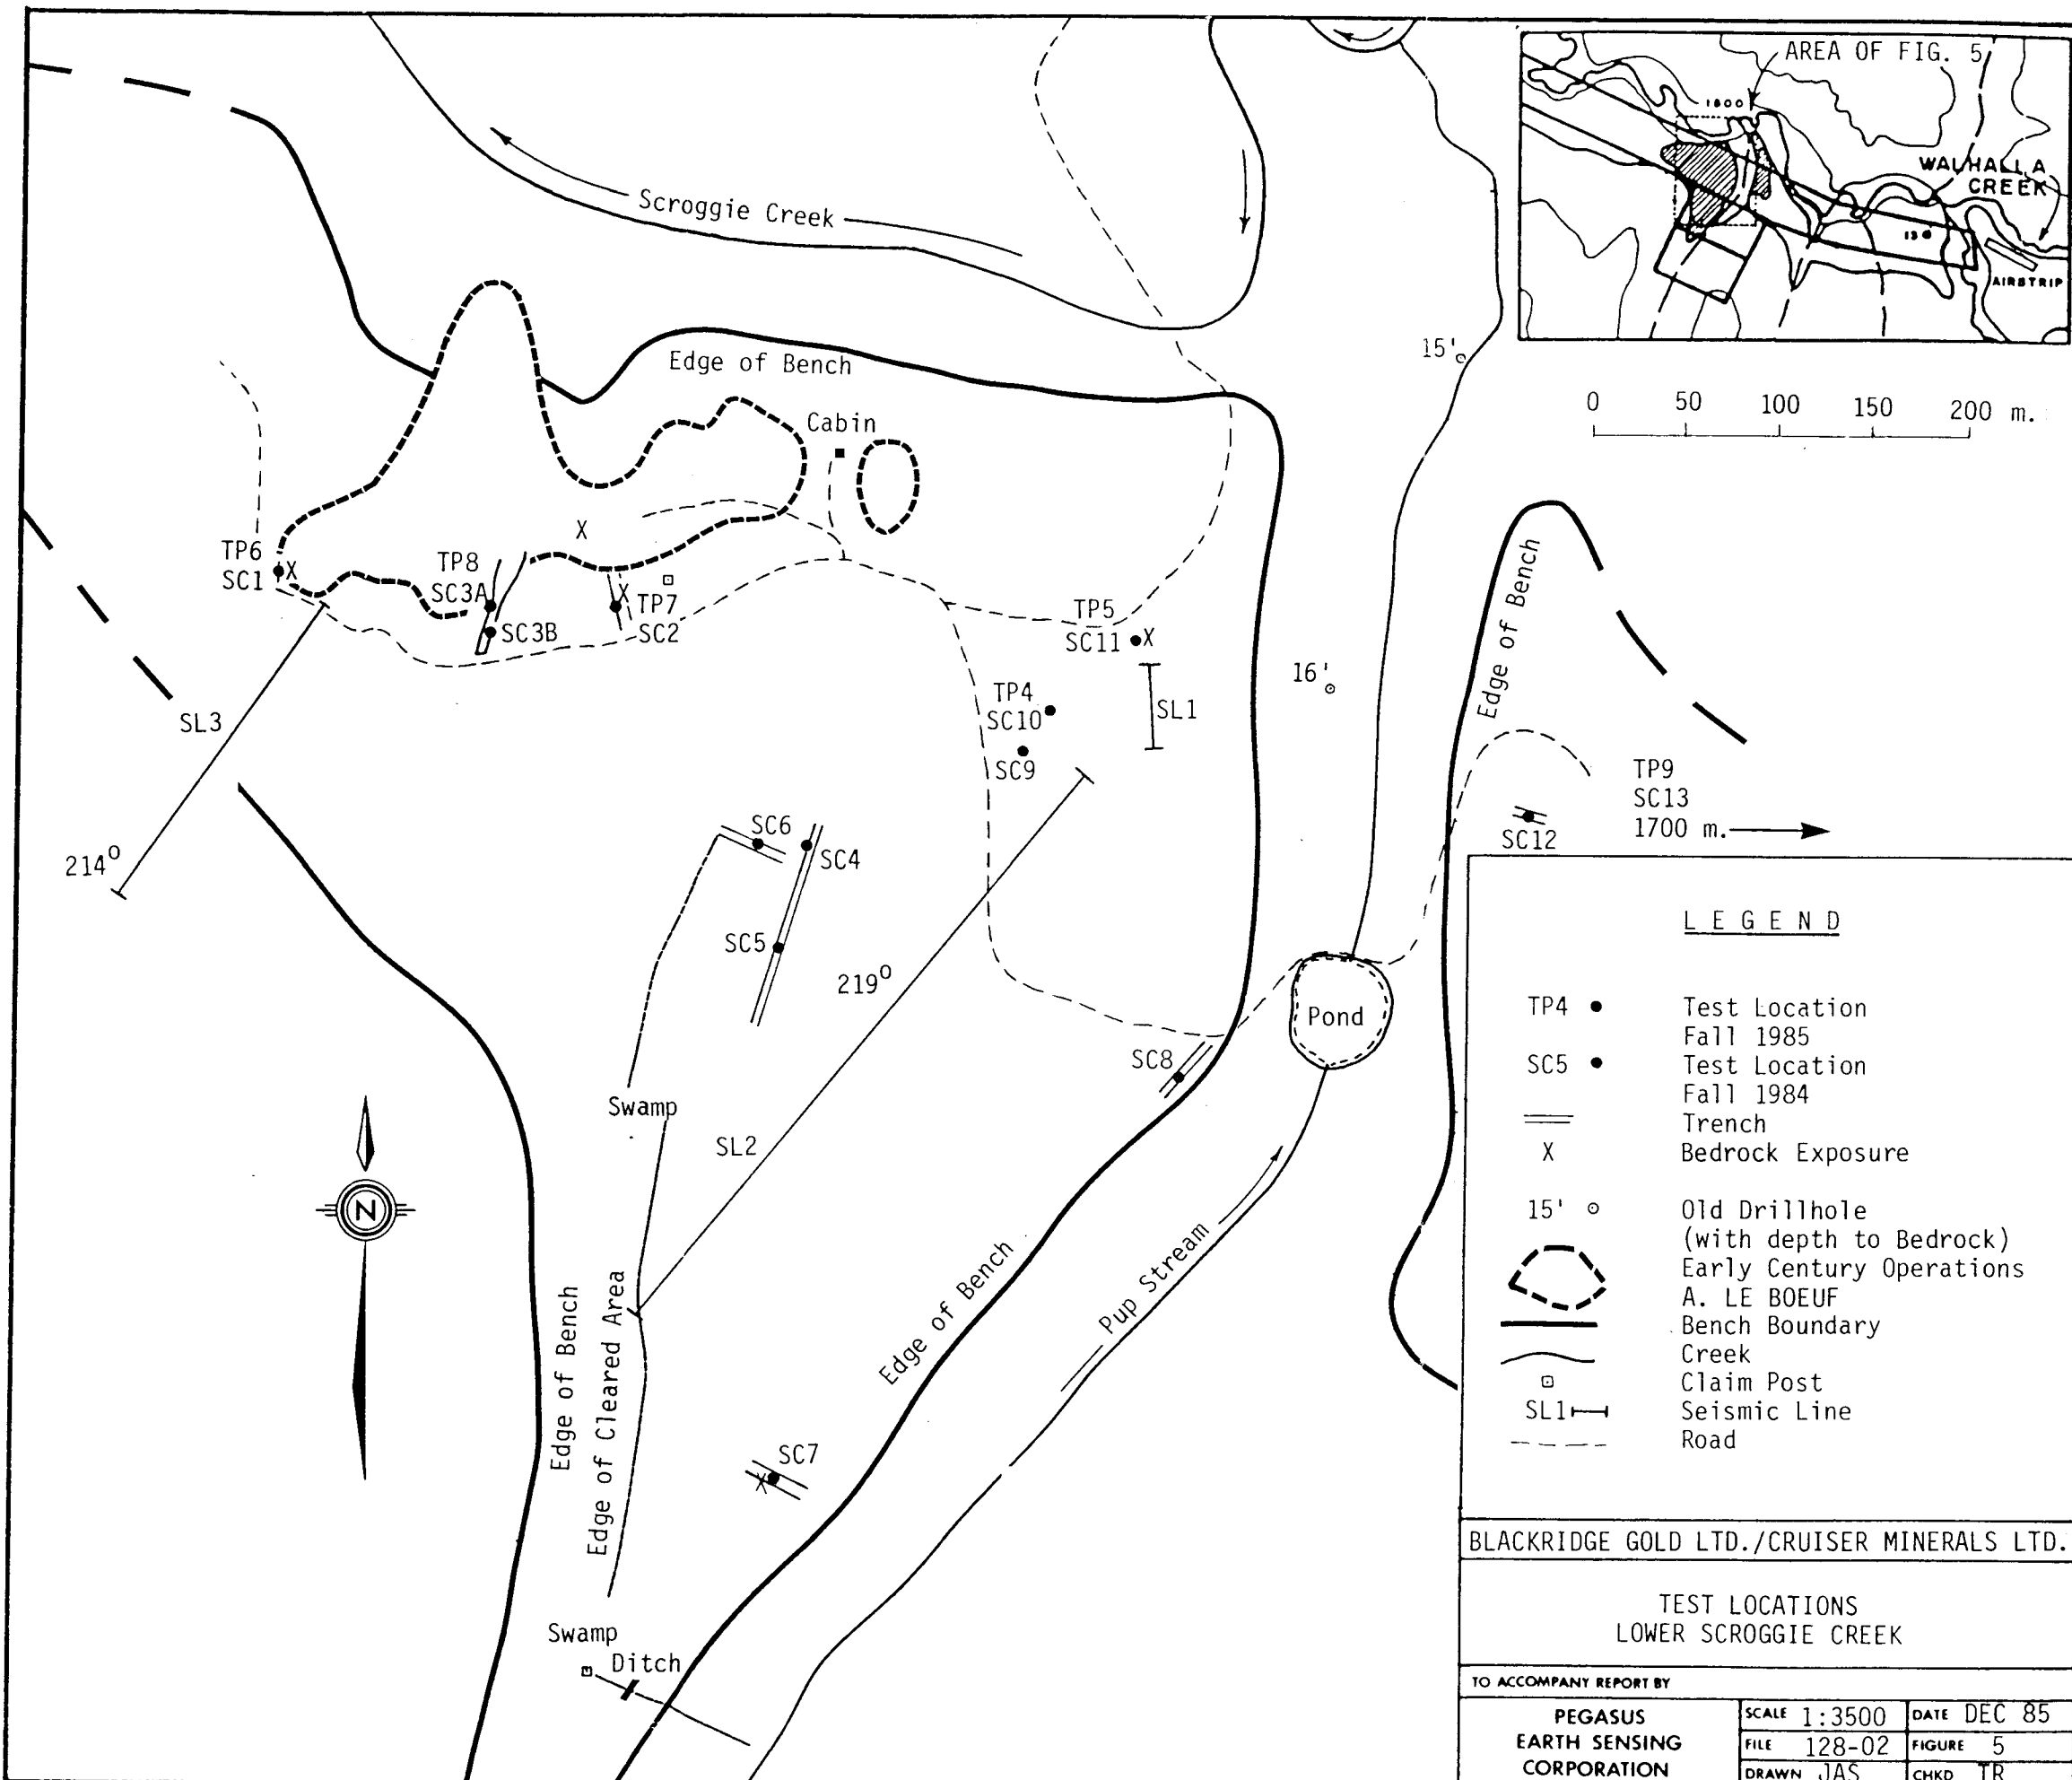 AREA OF FIG. 5
1800
WALHALLA
CREEK
13
AIRSTRIP
0 50 100 150 200 m.
Scroggie Creek
Edge of Bench
Cabin
15'
TP6
SC1
TP8
SC3A
SC3B
TP7
SC2
TP5
SC11
16'
Edge of Bench
SL3
TP4
SC10
SC9
SL1
TP9
SC13
1700 m.
SC12
214°
SC6
SC4
SC5
219°
Pond
SC8
Swamp
SL2
N
Edge of Bench
Edge of Cleared Area
Edge of Bench
Pup Stream
SC7
Swamp
Ditch
LEGEND
TP4 Test Location
Fall 1985
SC5 Test Location
Fall 1984
Trench
X Bedrock Exposure
15' Old Drillhole
(with depth to Bedrock)
Early Century Operations
A. LE BOEUF
Bench Boundary
Creek
Claim Post
SL1 Seismic Line
Road
X
X
X
X
X
BLACKRIDGE GOLD LTD./CRUISER MINERALS LTD.
TEST LOCATIONS
LOWER SCROGGIE CREEK
TO ACCOMPANY REPORT BY
PEGASUS
EARTH SENSING
CORPORATION
SCALE 1:3500 DATE DEC 85
FILE 128-02 FIGURE 5
DRAWN JAS CHKD TR